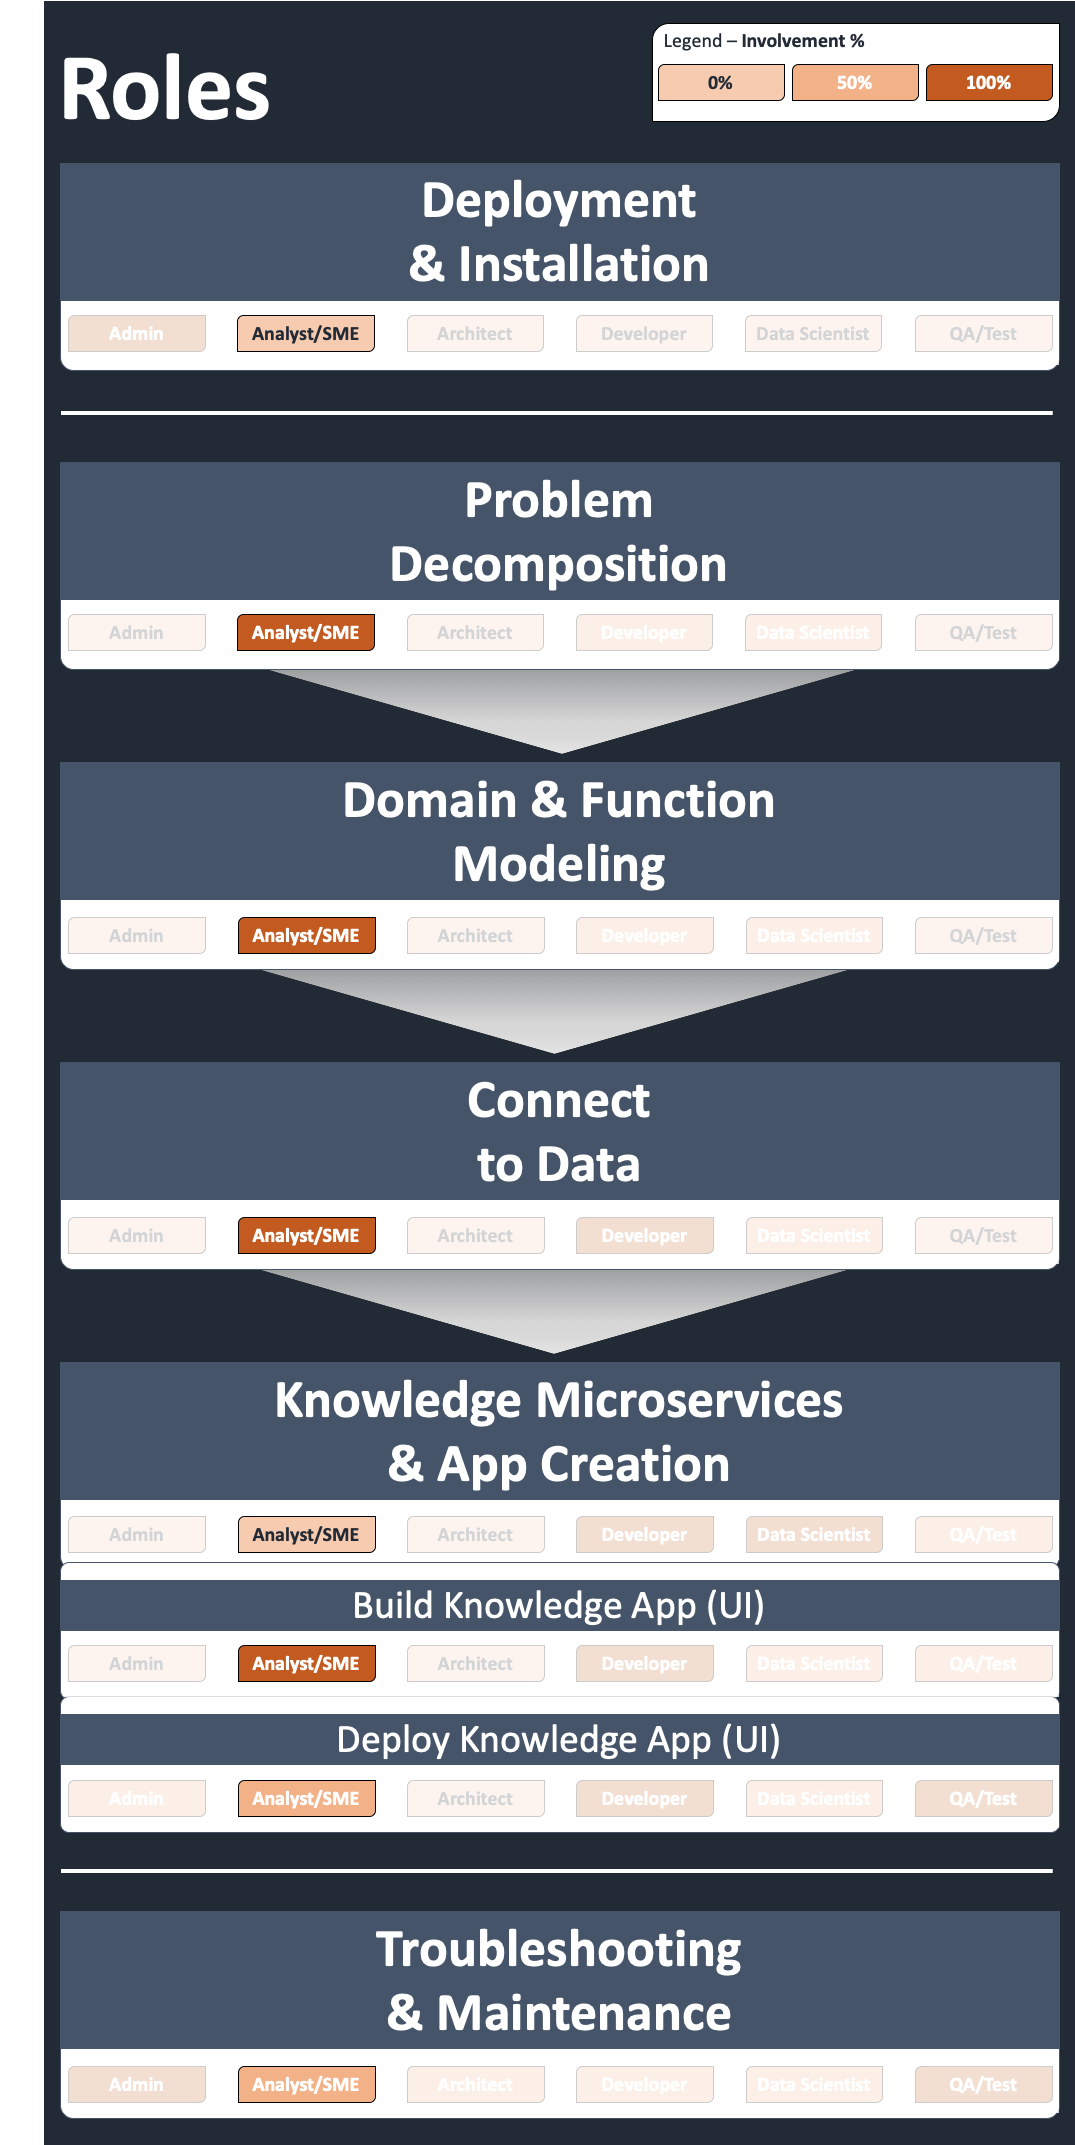 Roles
Legend – Involvement %
0% 50% 100%
Deployment
& Installation
Admin Analyst/SME Architect Developer Data Scientist QA/Test
Problem
Decomposition
Admin Analyst/SME Architect Developer Data Scientist QA/Test
Domain & Function
Modeling
Admin Analyst/SME Architect Developer Data Scientist QA/Test
Connect
to Data
Admin Analyst/SME Architect Developer Data Scientist QA/Test
Knowledge Microservices
& App Creation
Admin Analyst/SME Architect Developer Data Scientist QA/Test
Build Knowledge App (UI)
Admin Analyst/SME Architect Developer Data Scientist QA/Test
Deploy Knowledge App (UI)
Admin Analyst/SME Architect Developer Data Scientist QA/Test
Troubleshooting
& Maintenance
Admin Analyst/SME Architect Developer Data Scientist QA/Test